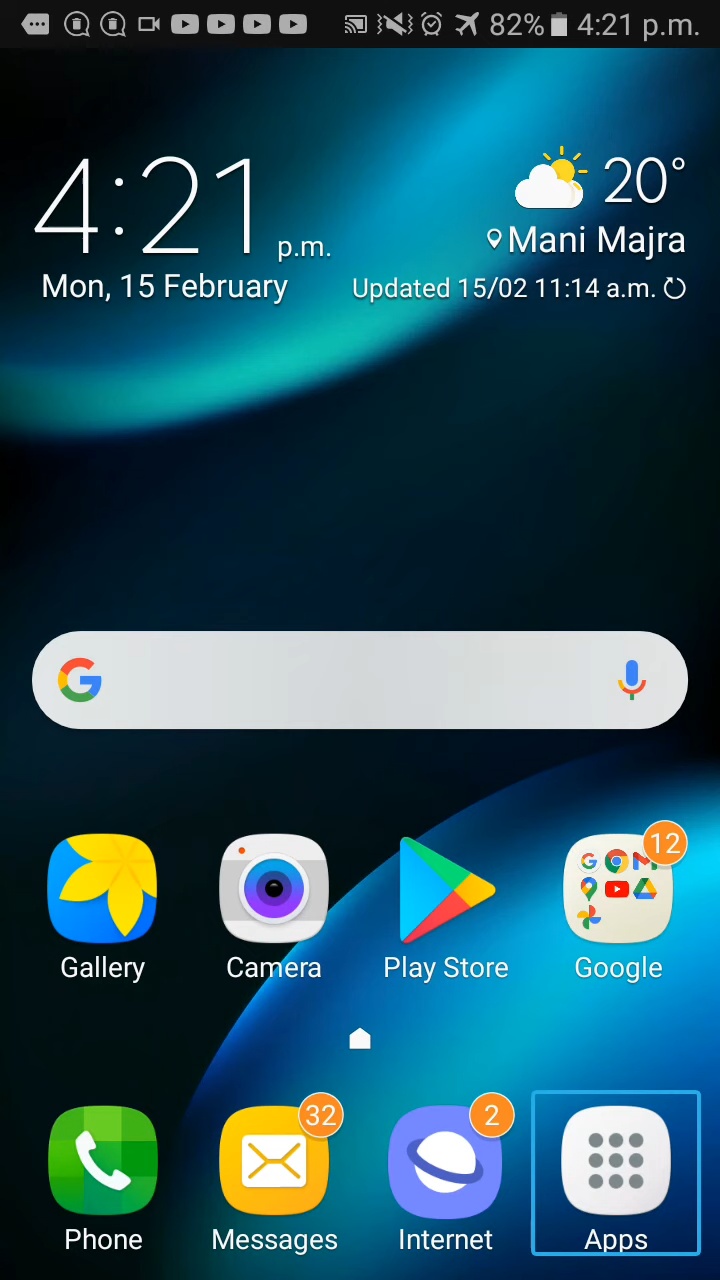 82% 4:21 p.m.
4:21 p.m.
Mon, 15 February
20°
Mani Majra
Updated 15/02 11:14 a.m.
Gallery
Camera
Play Store
12
Google
Phone
32
Messages
2
Internet
Apps